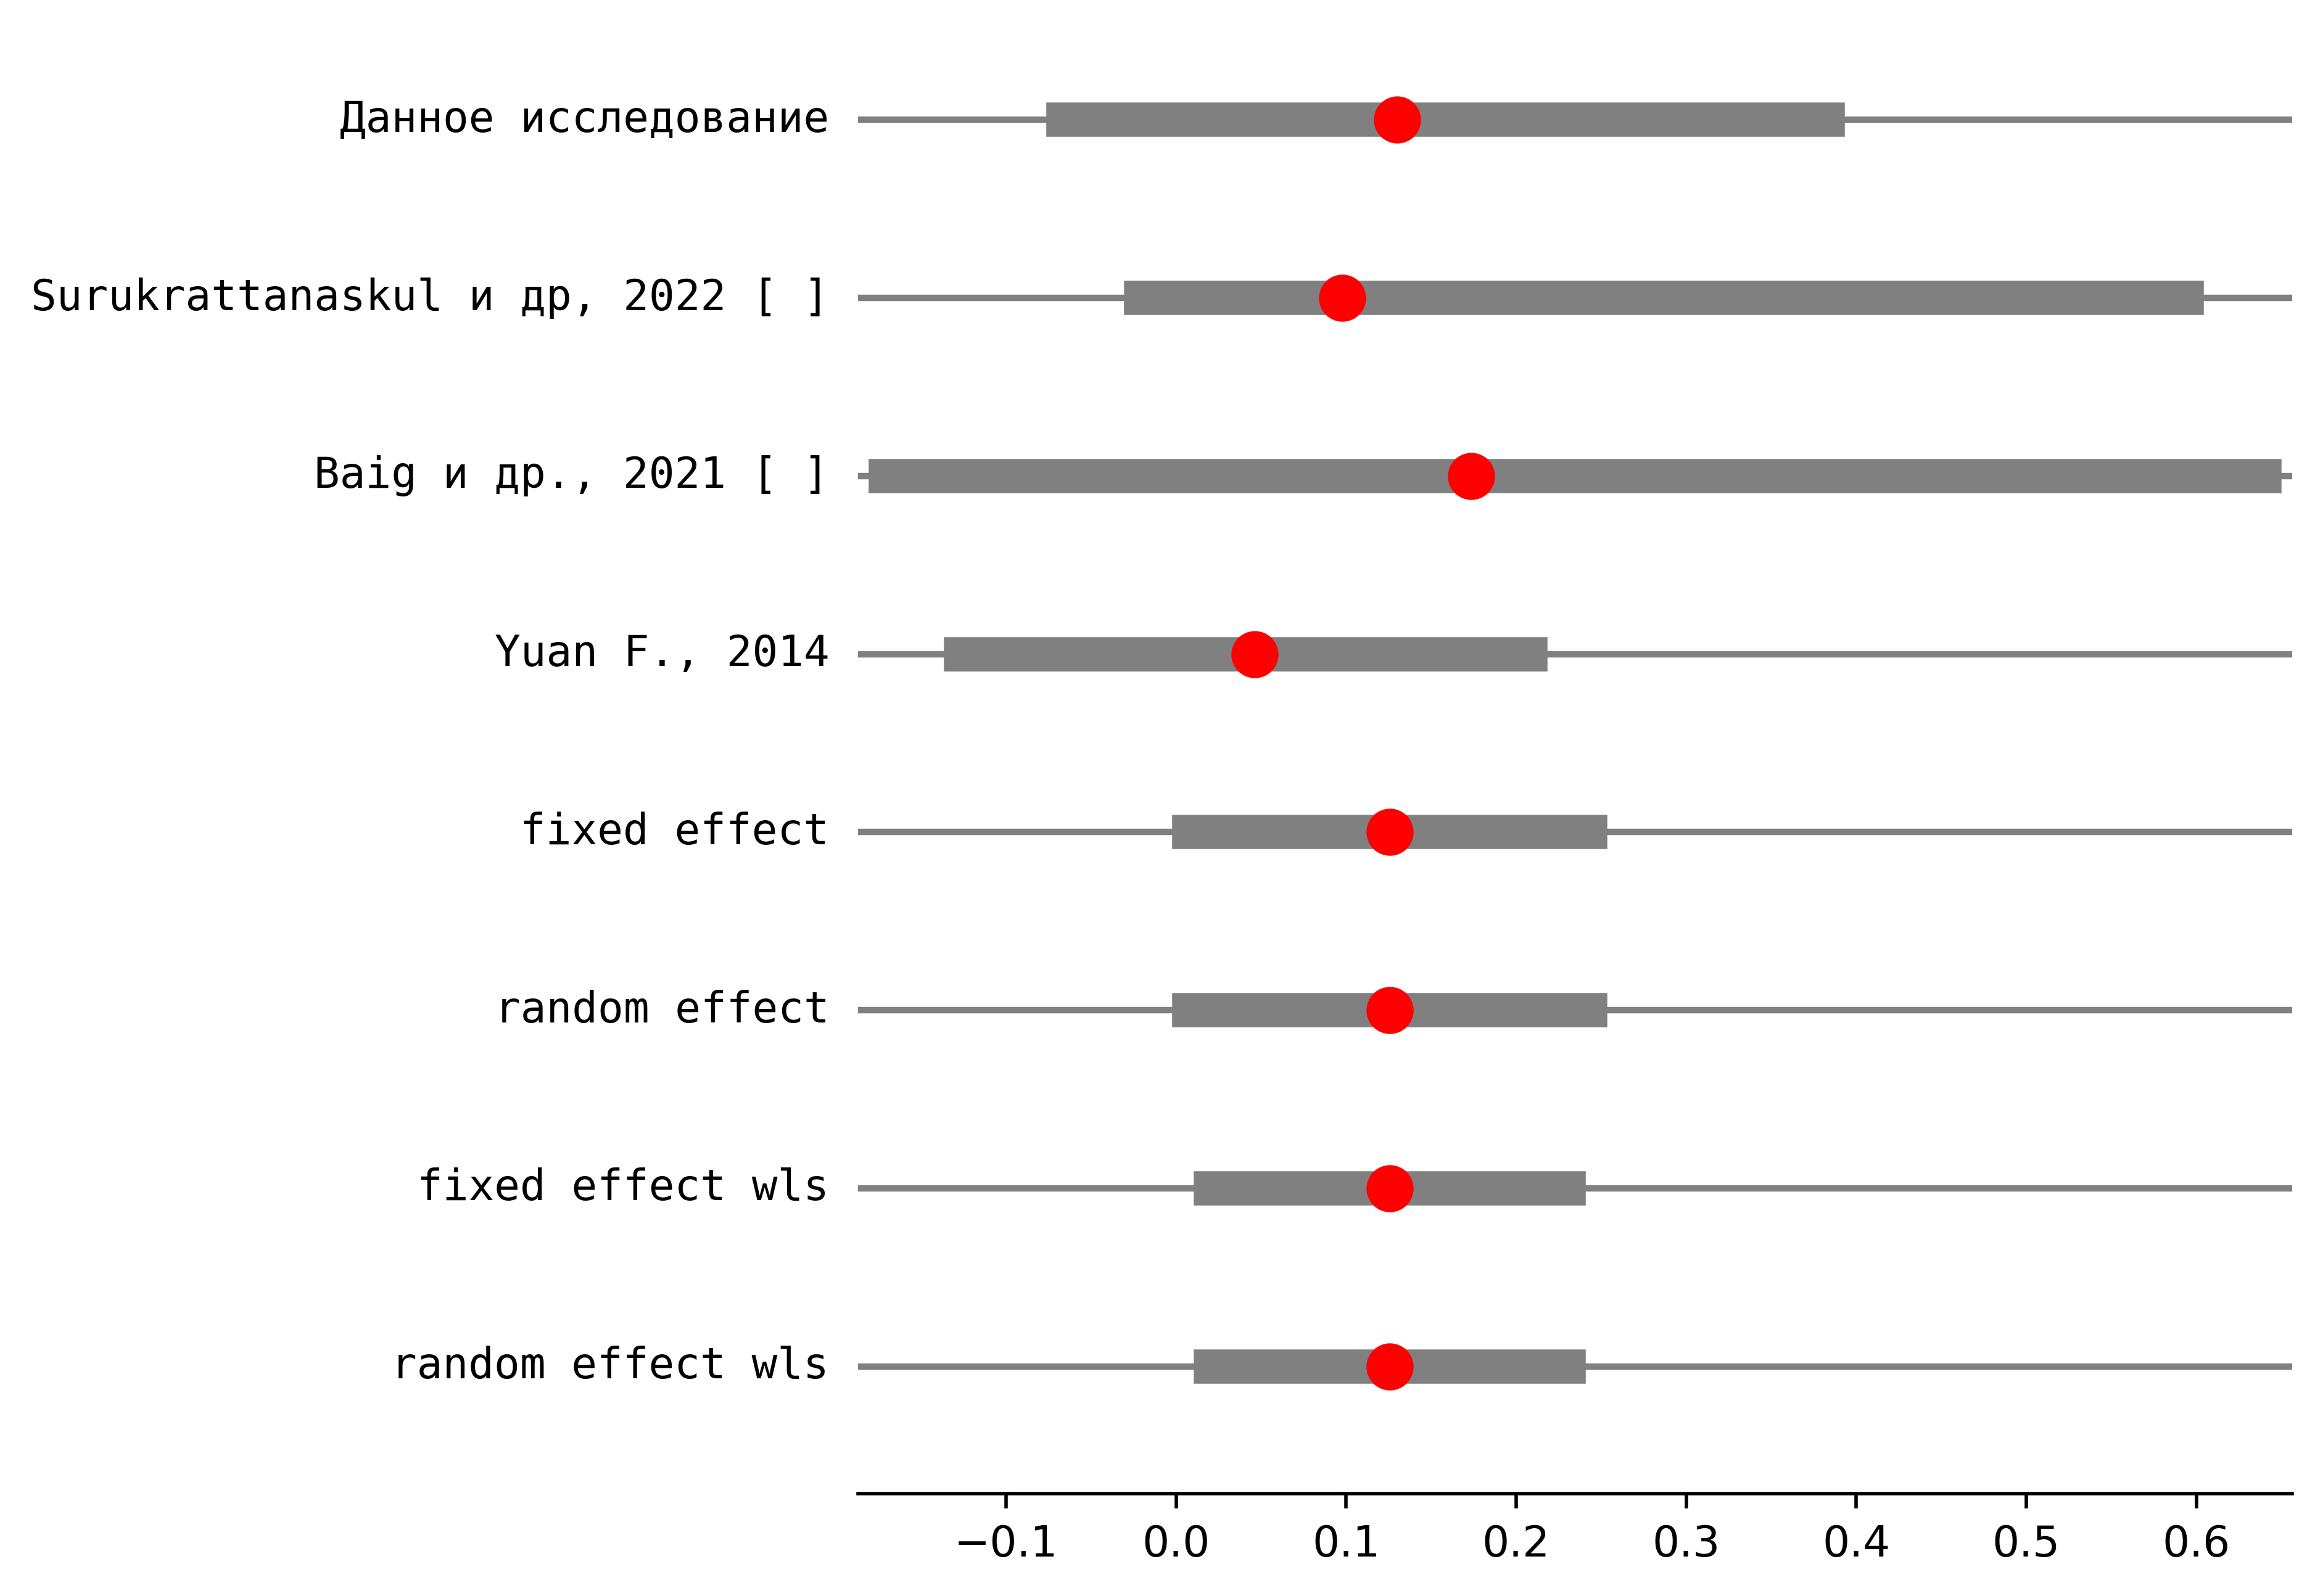 Данное исследование
Surukrattanaskul и др, 2022 [ ]
Baig и др., 2021 [ ]
Yuan F., 2014
fixed effect
random effect
fixed effect wls
random effect wls
−0.1 0.0 0.1 0.2 0.3 0.4 0.5 0.6